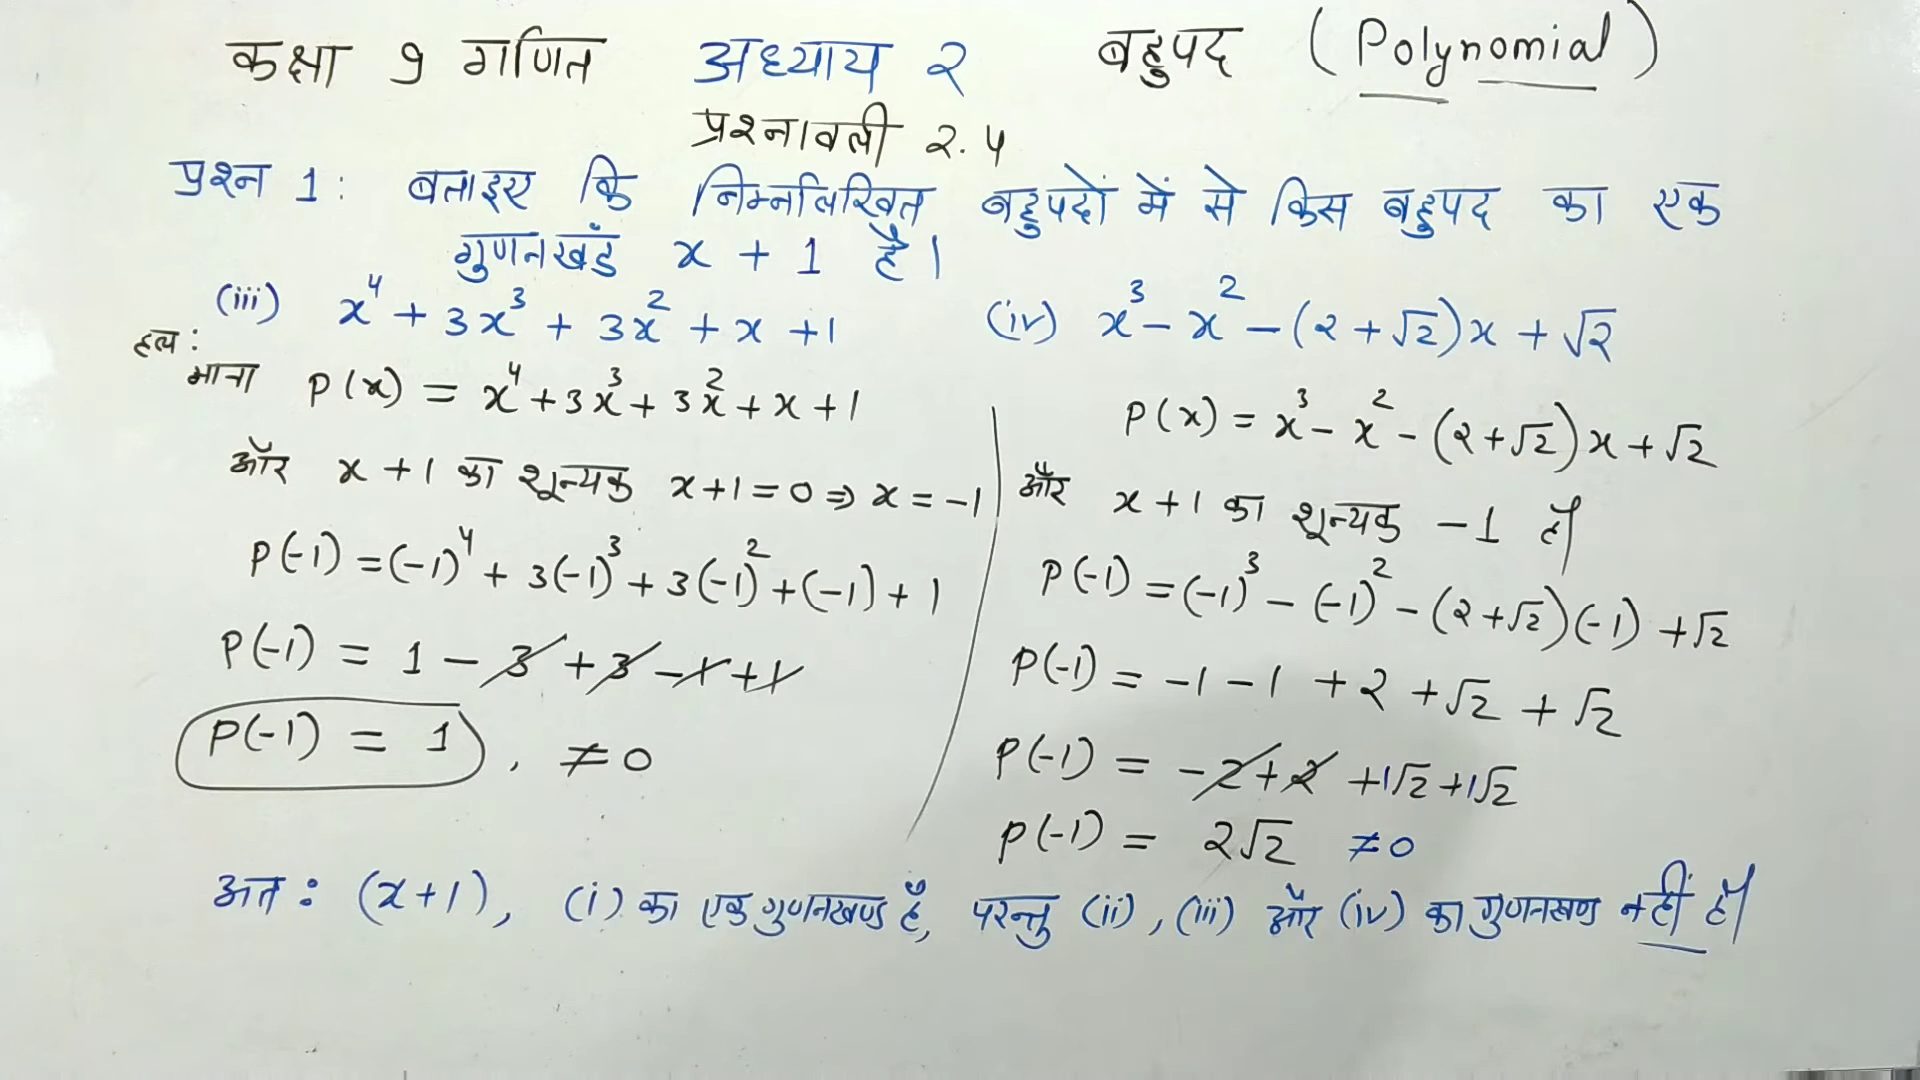 कक्षा 9 गणित अध्याय २ बहुपद (Polynomial)
प्रश्नावली २.५
प्रश्न 1: बताइए कि निम्नलिखित बहुपदों में से किस बहुपद का एक
गुणनखंड x + 1 है।
(iii) x⁴ + 3x³ + 3x² + x + 1
(iv) x³ - x² - (2 + √2)x + √2
हल:
माना P(x) = x⁴ + 3x³ + 3x² + x + 1
और x + 1 का शून्यक x + 1 = 0 ⇒ x = -1
P(-1) = (-1)⁴ + 3(-1)³ + 3(-1)² + (-1) + 1
P(-1) = 1 - 3 + 3 - 1 + 1
P(-1) = 1, ≠ 0
P(x) = x³ - x² - (2 + √2)x + √2
और x + 1 का शून्यक -1 है।
P(-1) = (-1)³ - (-1)² - (2 + √2)(-1) + √2
P(-1) = -1 - 1 + 2 + √2 + √2
P(-1) = -2 + 2 + 1√2 + 1√2
P(-1) = 2√2 ≠ 0
अत: (x+1), (i) का एक गुणनखण्ड है, परन्तु (ii), (iii) और (iv) का गुणनखण्ड नहीं है।